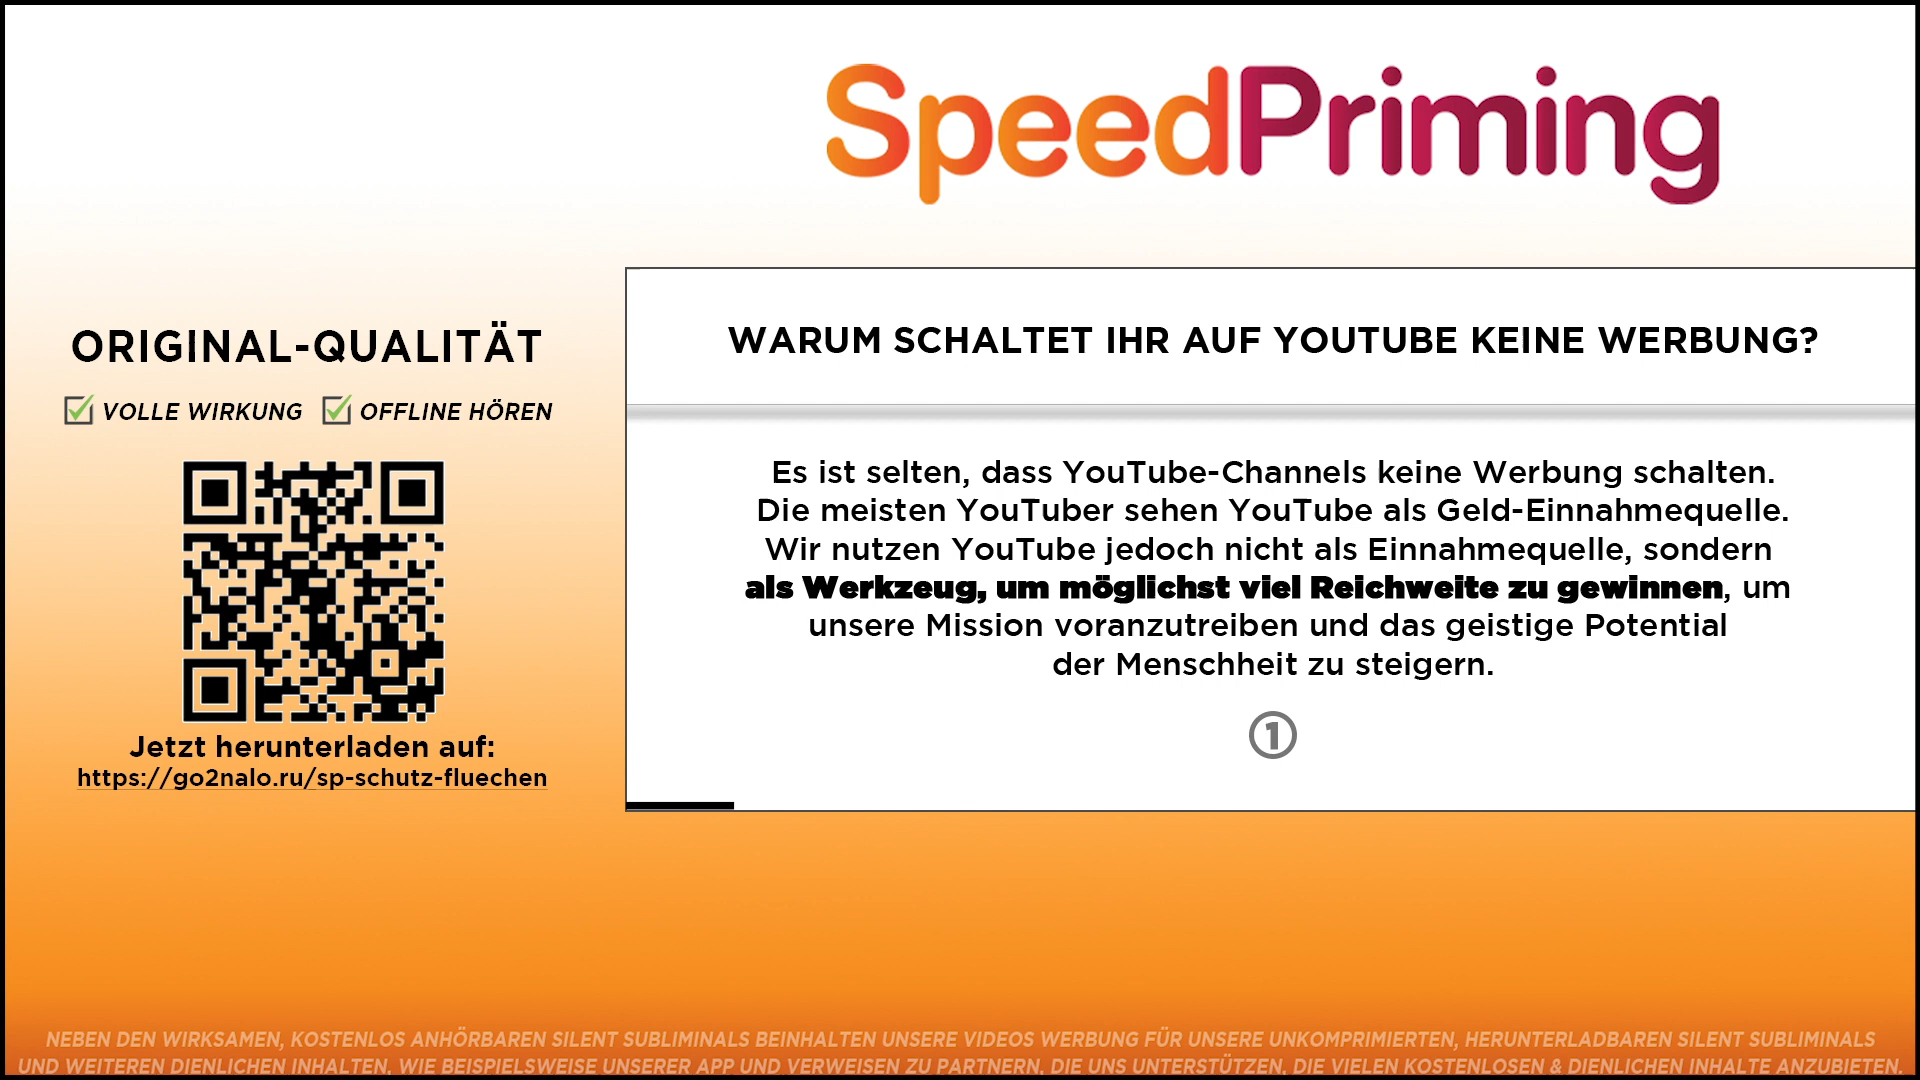 SpeedPriming
ORIGINAL-QUALITÄT
VOLLE WIRKUNG OFFLINE HÖREN
Jetzt herunterladen auf:
https://go2nalo.ru/sp-schutz-fluechen
WARUM SCHALTET IHR AUF YOUTUBE KEINE WERBUNG?
Es ist selten, dass YouTube-Channels keine Werbung schalten.
Die meisten YouTuber sehen YouTube als Geld-Einnahmequelle.
Wir nutzen YouTube jedoch nicht als Einnahmequelle, sondern
als Werkzeug, um möglichst viel Reichweite zu gewinnen, um
unsere Mission voranzutreiben und das geistige Potential
der Menschheit zu steigern.
①
NEBEN DEN WIRKSAMEN, KOSTENLOS ANHÖRBAREN SILENT SUBLIMINALS BEINHALTEN UNSERE VIDEOS WERBUNG FÜR UNSERE UNKOMPRIMIERTEN, HERUNTERLADBAREN SILENT SUBLIMINALS
UND WEITEREN DIENLICHEN INHALTEN, WIE BEISPIELSWEISE UNSERER APP UND VERWEISEN ZU PARTNERN, DIE UNS UNTERSTÜTZEN, DIE VIELEN KOSTENLOSEN & DIENLICHEN INHALTE ANZUBIETEN.